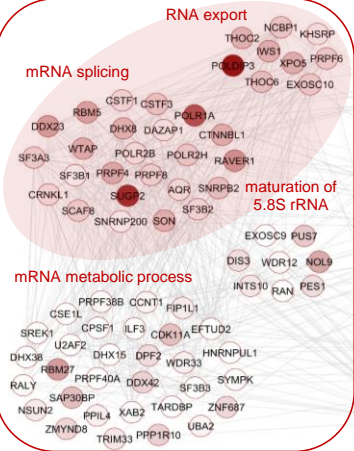 RNA export
NCBP1
THOC2
KHSRP
IWS1
POLDIP3
XPO5
PRPF6
THOC6
EXOSC10
mRNA splicing
CSTF1
CSTF3
RBM5
POLR1A
DDX23
DHX8
DAZAP1
CTNNBL1
WTAP
POLR2B
POLR2H
SF3A3
RAVER1
SF3B1
PRPF4
PRPF8
CRNKL1
SUGP2
AQR
SNRPB2
SCAF8
SF3B2
SNRNP200
SON
maturation of
5.8S rRNA
EXOSC9
PUS7
DIS3
WDR12
NOL9
INTS10
RAN
PES1
mRNA metabolic process
PRPF38B
CCNT1
CSE1L
FIP1L1
SREK1
CPSF1
ILF3
CDK11A
EFTUD2
U2AF2
DHX38
DHX15
DPF2
WDR33
HNRNPUL1
RBM27
RALY
PRPF40A
DDX42
SF3B3
SYMPK
NSUN2
SAP30BP
XAB2
TARDBP
ZNF687
PPIL4
ZMYND8
TRIM33
PPP1R10
UBA2